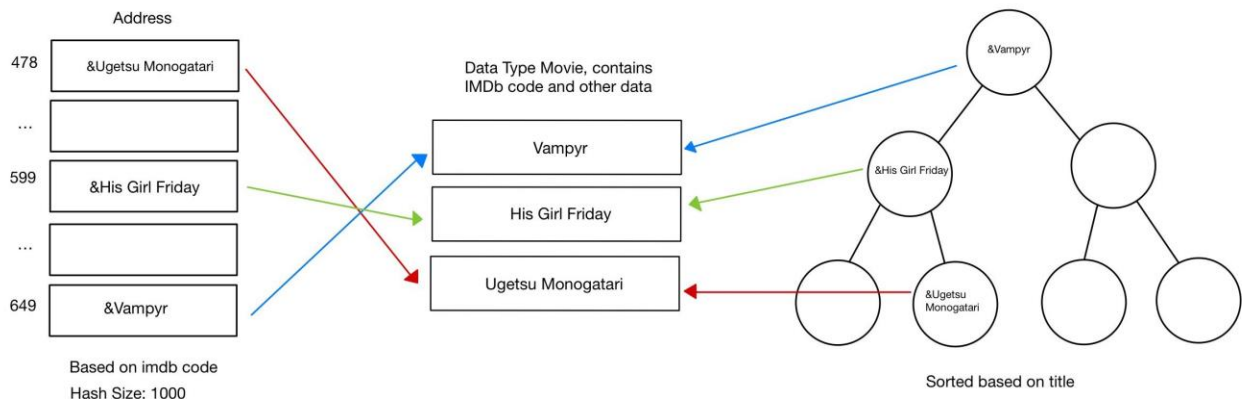 Address
478
&Ugetsu Monogatari
...
599
&His Girl Friday
...
649
&Vampyr
Based on imdb code
Hash Size: 1000
Data Type Movie, contains
IMDb code and other data
Vampyr
His Girl Friday
Ugetsu Monogatari
&Vampyr
&His Girl Friday
&Ugetsu
Monogatari
Sorted based on title